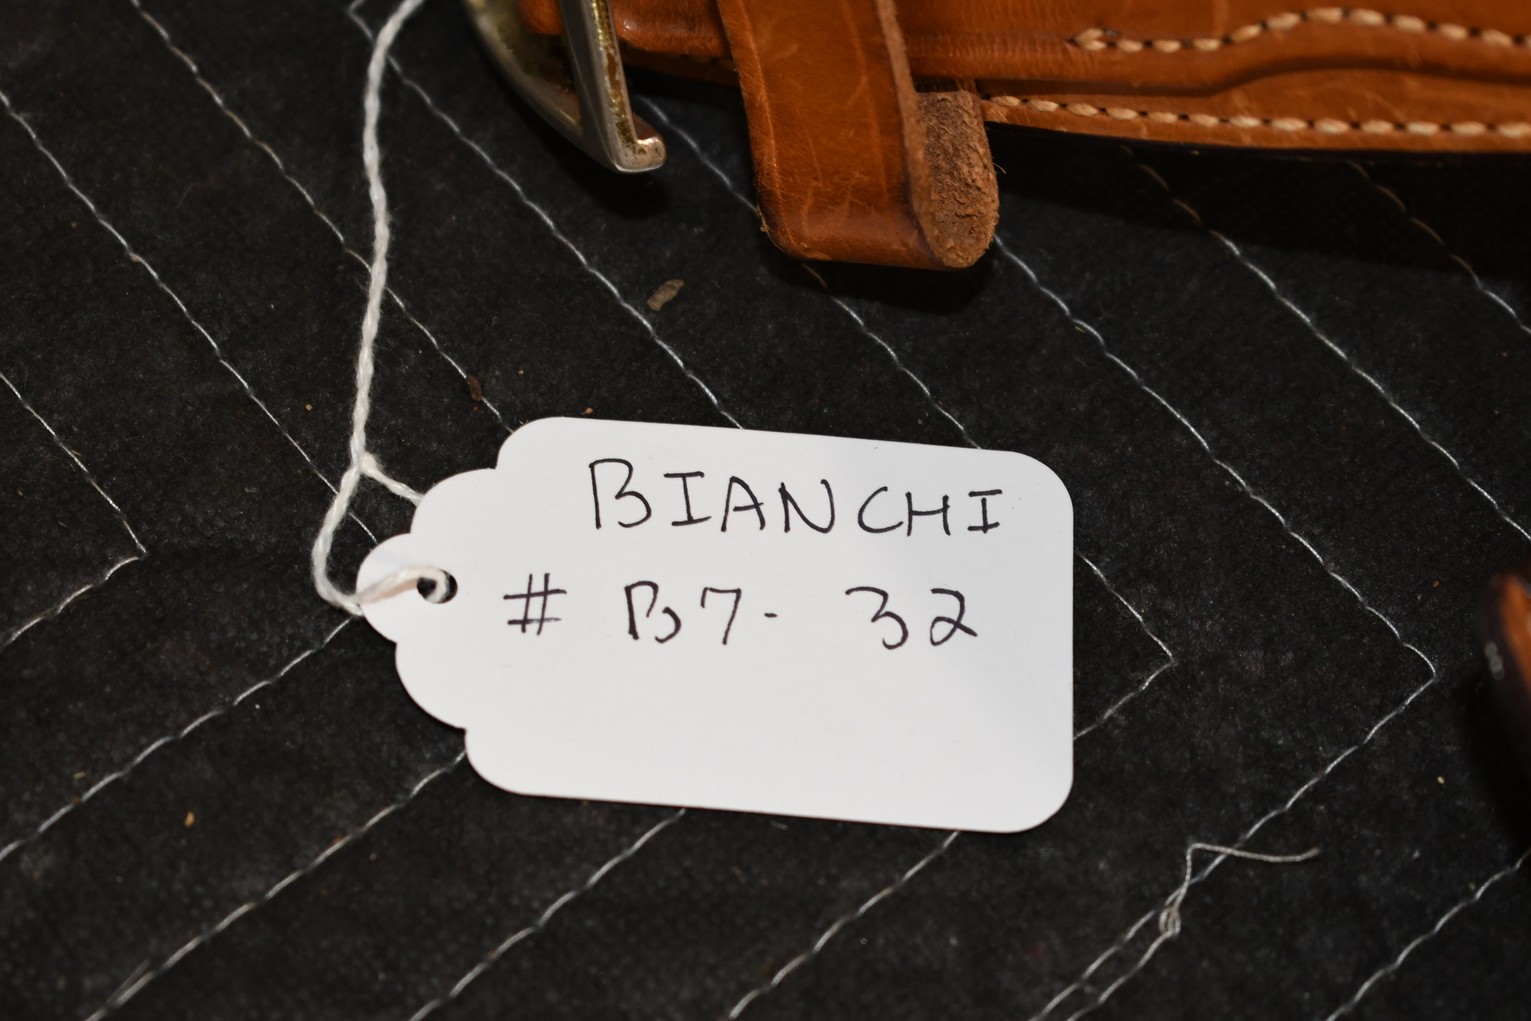 BIANCHI
# B7- 32